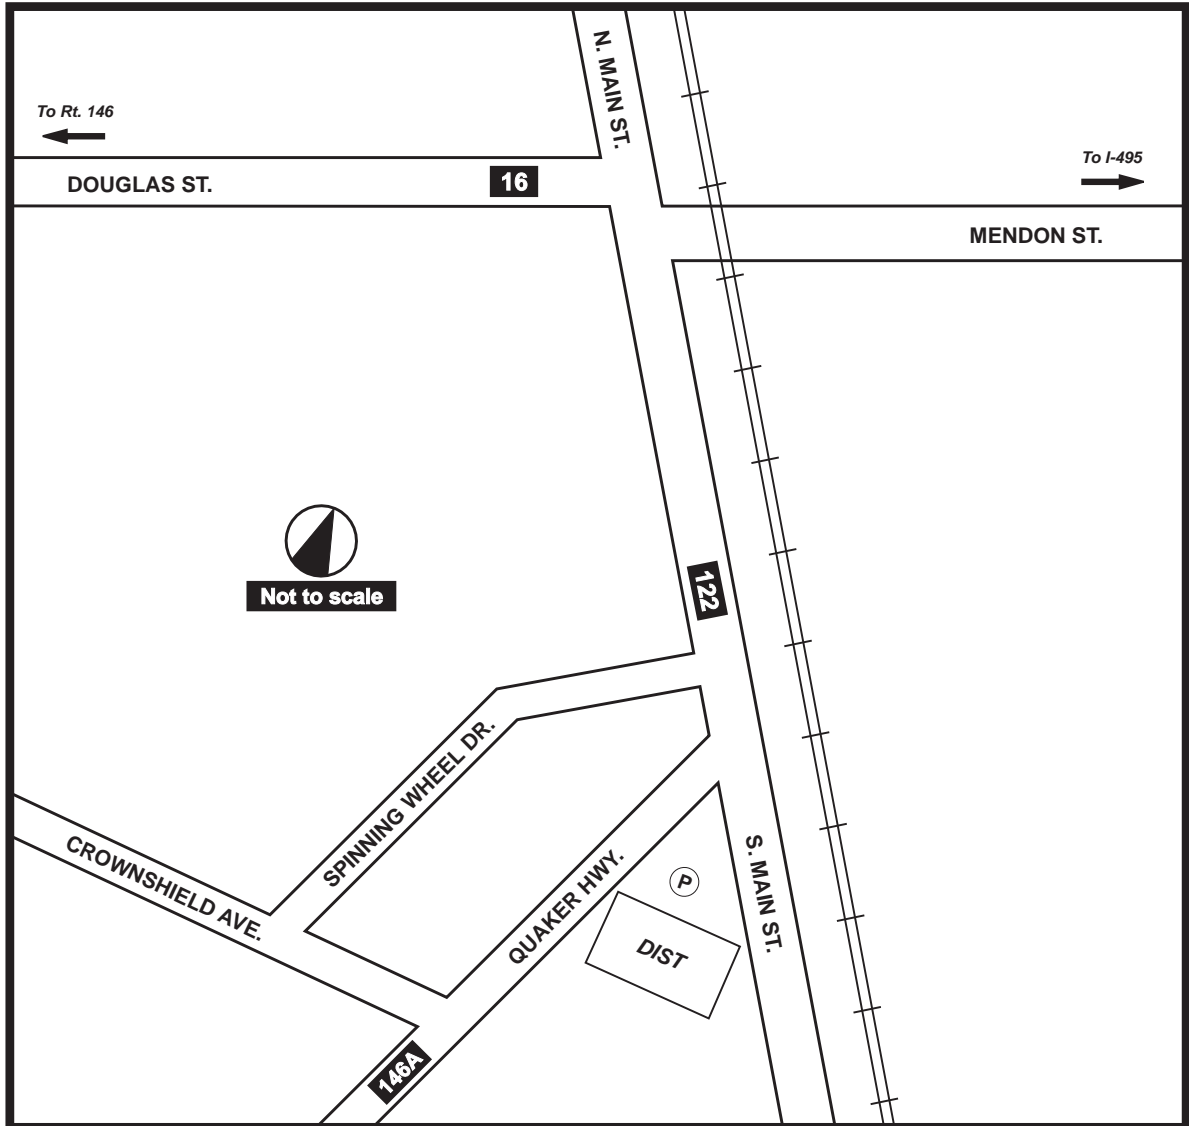 N. MAIN ST.
To Rt. 146
To I-495
DOUGLAS ST.
16
MENDON ST.
122
Not to scale
SPINNING WHEEL DR.
CROWNSHIELD AVE.
QUAKER HWY.
P
S. MAIN ST.
DIST
146A